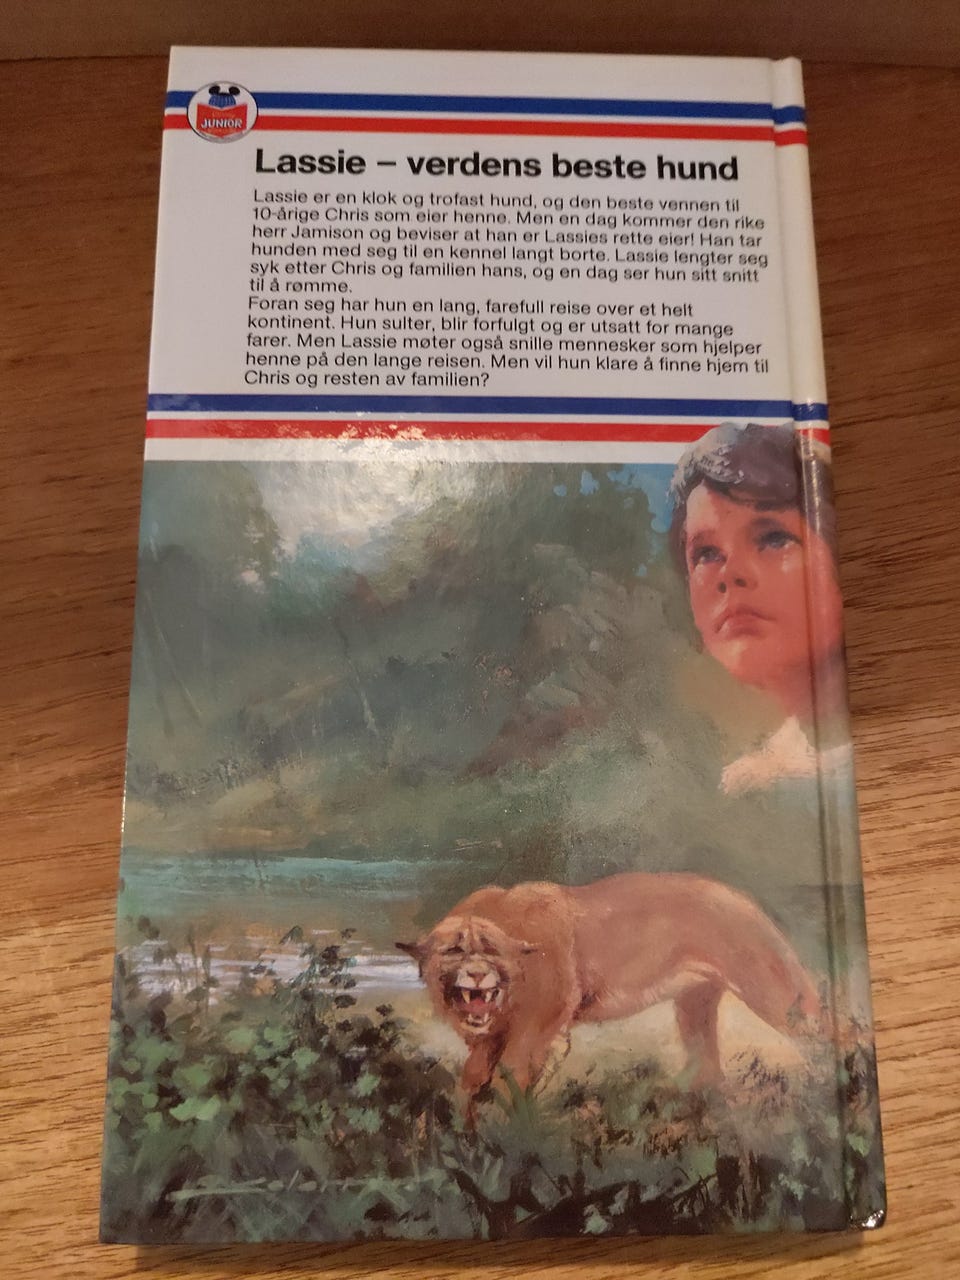 JUNIOR
Lassie – verdens beste hund
Lassie er en klok og trofast hund, og den beste vennen til
10-årige Chris som eier henne. Men en dag kommer den rike
herr Jamison og beviser at han er Lassies rette eier! Han tar
hunden med seg til en kennel langt borte. Lassie lengter seg
syk etter Chris og familien hans, og en dag ser hun sitt snitt
til å rømme.
Foran seg har hun en lang, farefull reise over et helt
kontinent. Hun sulter, blir forfulgt og er utsatt for mange
farer. Men Lassie møter også snille mennesker som hjelper
henne på den lange reisen. Men vil hun klare å finne hjem til
Chris og resten av familien?